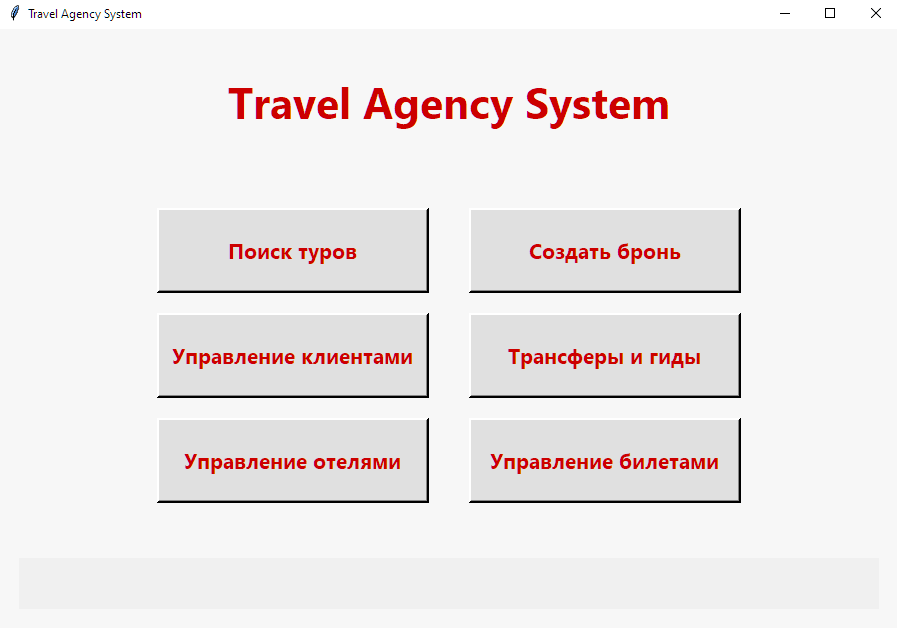 Travel Agency System
Travel Agency System
Поиск туров
Создать бронь
Управление клиентами
Трансферы и гиды
Управление отелями
Управление билетами